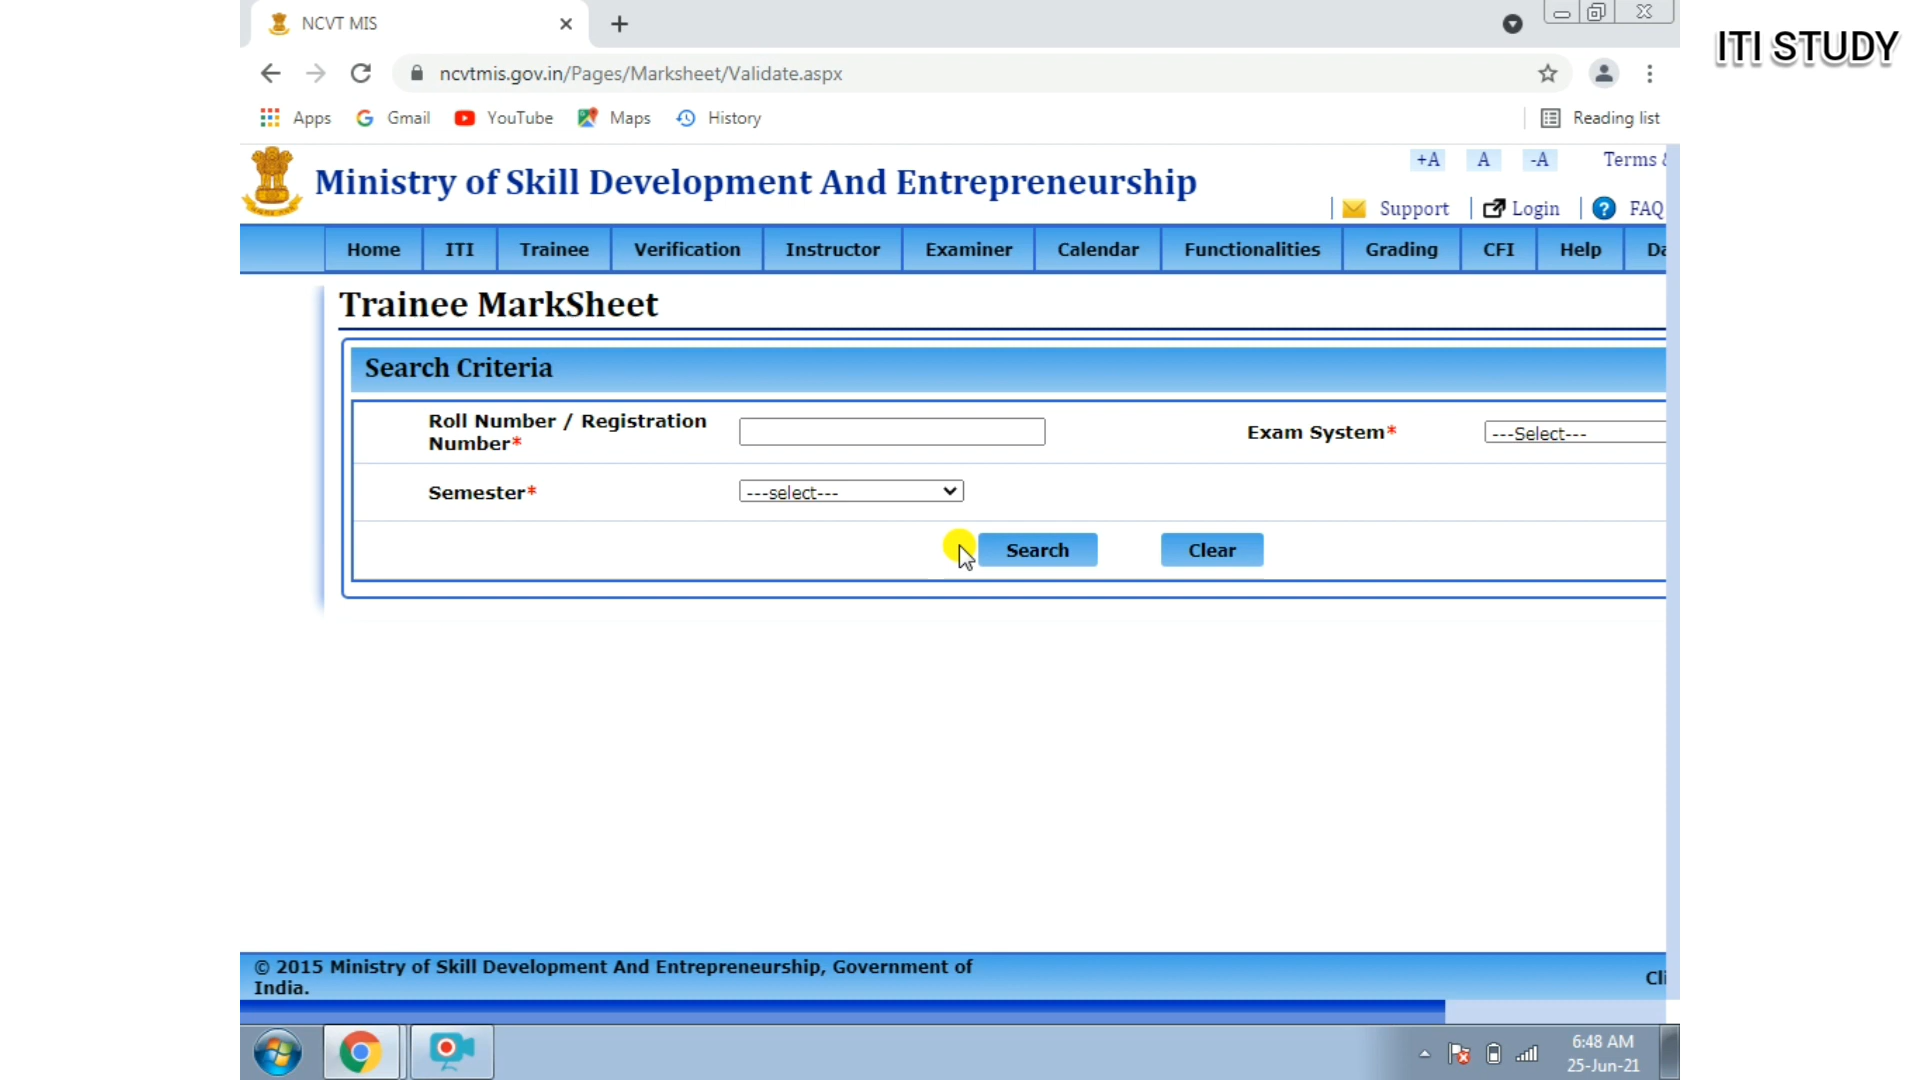 NCVT MIS
ITI STUDY
ncvtmis.gov.in/Pages/Marksheet/Validate.aspx
Apps Gmail YouTube Maps History Reading list
+A A -A Terms
Ministry of Skill Development And Entrepreneurship
Support Login FAQ
Home ITI Trainee Verification Instructor Examiner Calendar Functionalities Grading CFI Help Da
Trainee MarkSheet
Search Criteria
Roll Number / Registration
Number* Exam System* ---Select---
Semester* ---select---
Search Clear
© 2015 Ministry of Skill Development And Entrepreneurship, Government of
India. Cli
6:48 AM
25-Jun-21